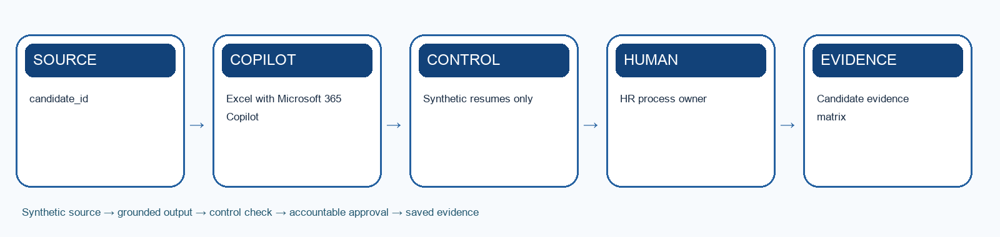 SOURCE
candidate_id
→
COPILOT
Excel with Microsoft 365
Copilot
→
CONTROL
Synthetic resumes only
→
HUMAN
HR process owner
→
EVIDENCE
Candidate evidence
matrix
Synthetic source → grounded output → control check → accountable approval → saved evidence